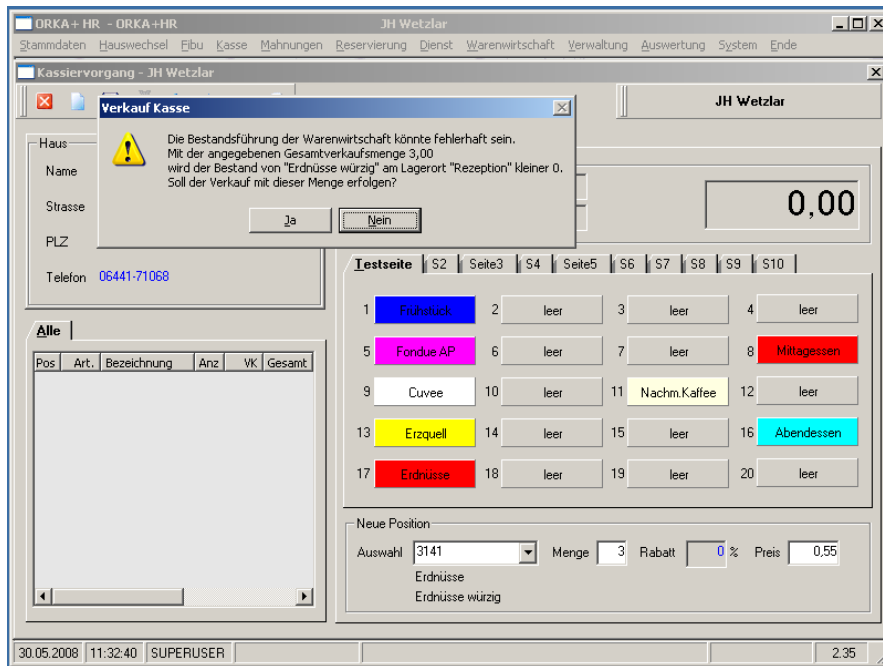 ORKA+ HR - ORKA+HR JH Wetzlar
Stammdaten Hauswechsel Fibu Kasse Mahnungen Reservierung Dienst Warenwirtschaft Verwaltung Auswertung System Ende
Kassiervorgang - JH Wetzlar
JH Wetzlar
Verkauf Kasse
Die Bestandsführung der Warenwirtschaft könnte fehlerhaft sein.
Mit der angegebenen Gesamtverkaufsmenge 3,00
wird der Bestand von "Erdnüsse würzig" am Lagerort "Rezeption" kleiner 0.
Soll der Verkauf mit dieser Menge erfolgen?
Ja Nein
Haus
Name
Strasse
PLZ
Telefon 06441-71068
0,00
Testseite S2 Seite3 S4 Seite5 S6 S7 S8 S9 S10
1 Frühstück 2 leer 3 leer 4 leer
5 Fondue AP 6 leer 7 leer 8 Mittagessen
9 Cuvee 10 leer 11 Nachm.Kaffee 12 leer
13 Erzquell 14 leer 15 leer 16 Abendessen
17 Erdnüsse 18 leer 19 leer 20 leer
Alle
Pos Art. Bezeichnung Anz VK Gesamt
Neue Position
Auswahl 3141 Menge 3 Rabatt 0 % Preis 0,55
Erdnüsse
Erdnüsse würzig
30.05.2008 11:32:40 SUPERUSER 2.35